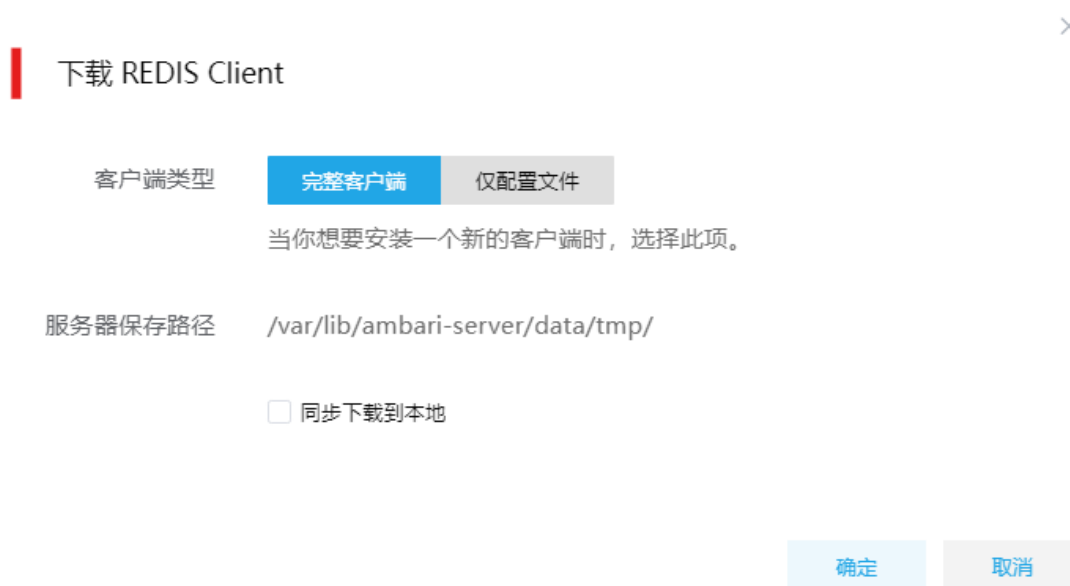 下载 REDIS Client
客户端类型
完整客户端
仅配置文件
当你想要安装一个新的客户端时，选择此项。
服务器保存路径
/var/lib/ambari-server/data/tmp/
同步下载到本地
确定
取消